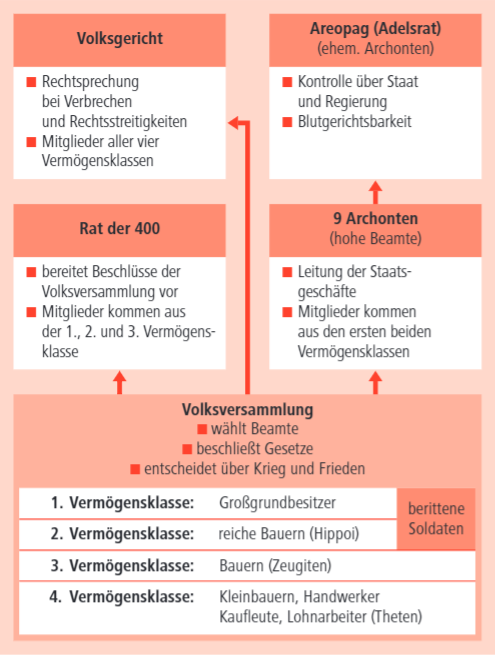 Volksgericht
Rechtsprechung
bei Verbrechen
und Rechtsstreitigkeiten
Mitglieder aller vier
Vermögensklassen
Areopag (Adelsrat)
(ehem. Archonten)
Kontrolle über Staat
und Regierung
Blutgerichtsbarkeit
Rat der 400
bereitet Beschlüsse der
Volksversammlung vor
Mitglieder kommen aus
der 1., 2. und 3. Vermögens-
klasse
9 Archonten
(hohe Beamte)
Leitung der Staats-
geschäfte
Mitglieder kommen
aus den ersten beiden
Vermögensklassen
Volksversammlung
wählt Beamte
beschließt Gesetze
entscheidet über Krieg und Frieden
1. Vermögensklasse: Großgrundbesitzer
2. Vermögensklasse: reiche Bauern (Hippoi)
berittene
Soldaten
3. Vermögensklasse: Bauern (Zeugiten)
4. Vermögensklasse: Kleinbauern, Handwerker
Kaufleute, Lohnarbeiter (Theten)